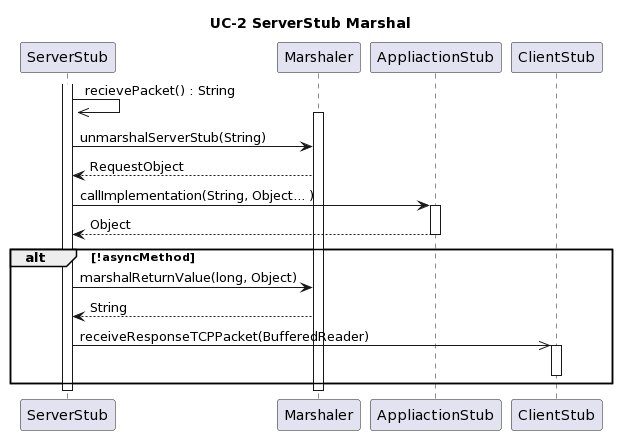 UC-2 ServerStub Marshal
ServerStub Marshaler AppliactionStub ClientStub
recievePacket() : String
unmarshalServerStub(String)
RequestObject
callImplementation(String, Object... )
Object
alt [!asyncMethod]
marshalReturnValue(long, Object)
String
receiveResponseTCPPacket(BufferedReader)
ServerStub Marshaler AppliactionStub ClientStub